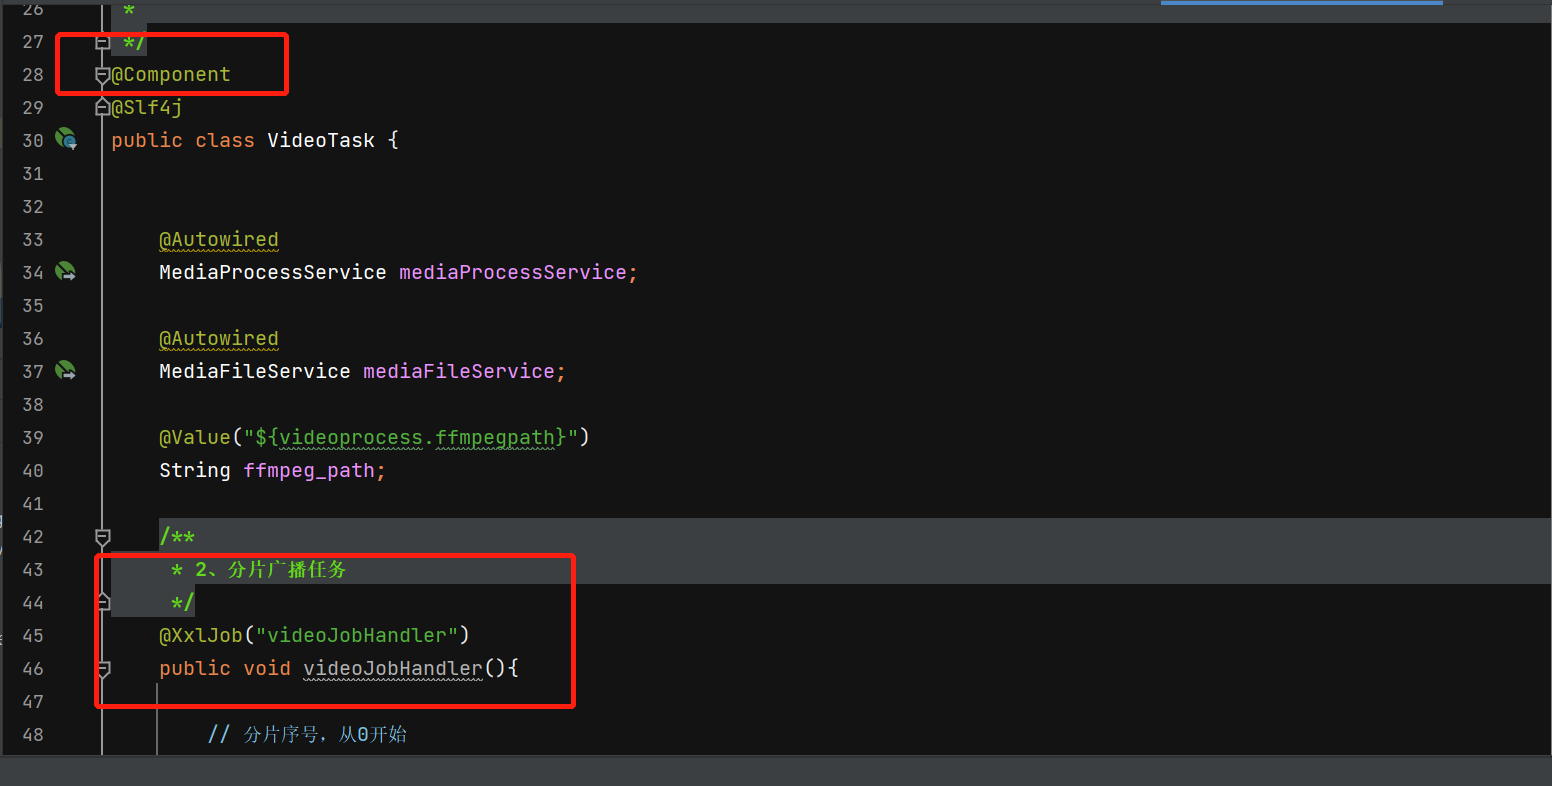 26 *
27 */
28 @Component
29 @Slf4j
30 public class VideoTask {
31
32
33 @Autowired
34 MediaProcessService mediaProcessService;
35
36 @Autowired
37 MediaFileService mediaFileService;
38
39 @Value("${videoprocess.ffmpegpath}")
40 String ffmpeg_path;
41
42 /**
43 * 2、分片广播任务
44 */
45 @XxlJob("videoJobHandler")
46 public void videoJobHandler(){
47
48 // 分片序号，从0开始